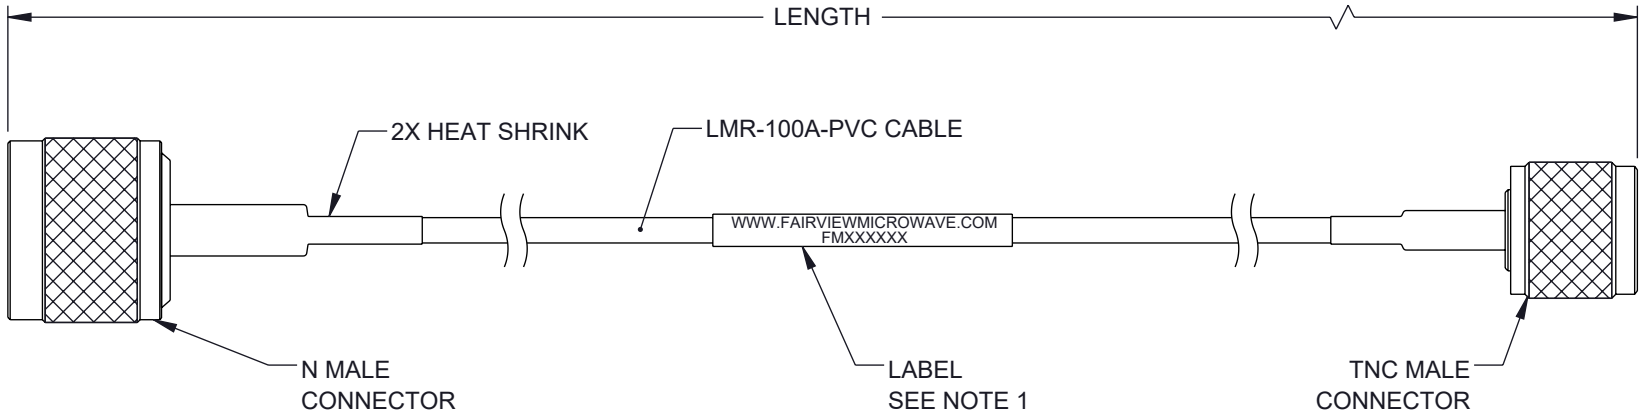 LENGTH
2X HEAT SHRINK
LMR-100A-PVC CABLE
WWW.FAIRVIEWMICROWAVE.COM
FMXXXXXX
N MALE
CONNECTOR
LABEL
SEE NOTE 1
TNC MALE
CONNECTOR